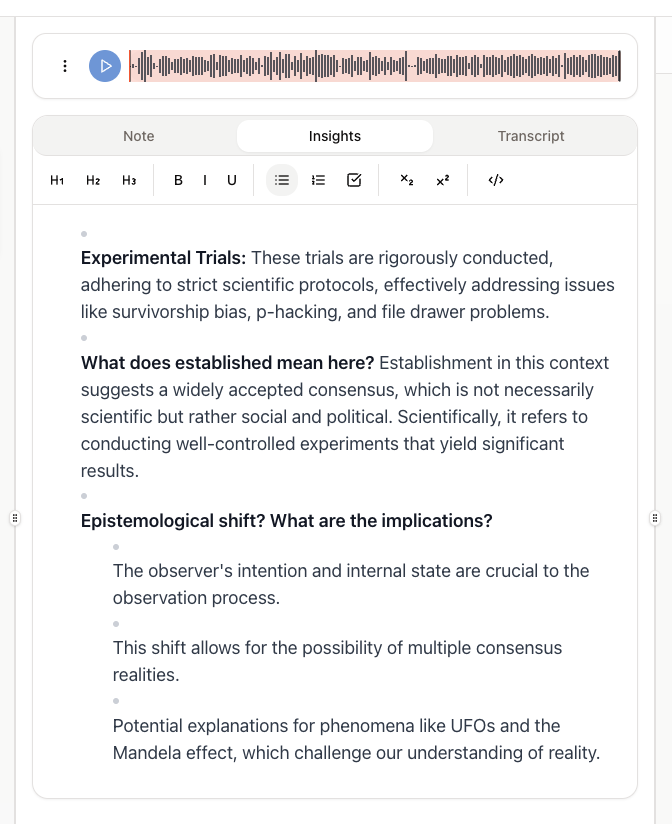 Note
Insights
Transcript
H1
H2
H3
B
I
U
x₂
x²
</>
Experimental Trials: These trials are rigorously conducted,
adhering to strict scientific protocols, effectively addressing issues
like survivorship bias, p-hacking, and file drawer problems.
What does established mean here? Establishment in this context
suggests a widely accepted consensus, which is not necessarily
scientific but rather social and political. Scientifically, it refers to
conducting well-controlled experiments that yield significant
results.
Epistemological shift? What are the implications?
The observer's intention and internal state are crucial to the
observation process.
This shift allows for the possibility of multiple consensus
realities.
Potential explanations for phenomena like UFOs and the
Mandela effect, which challenge our understanding of reality.